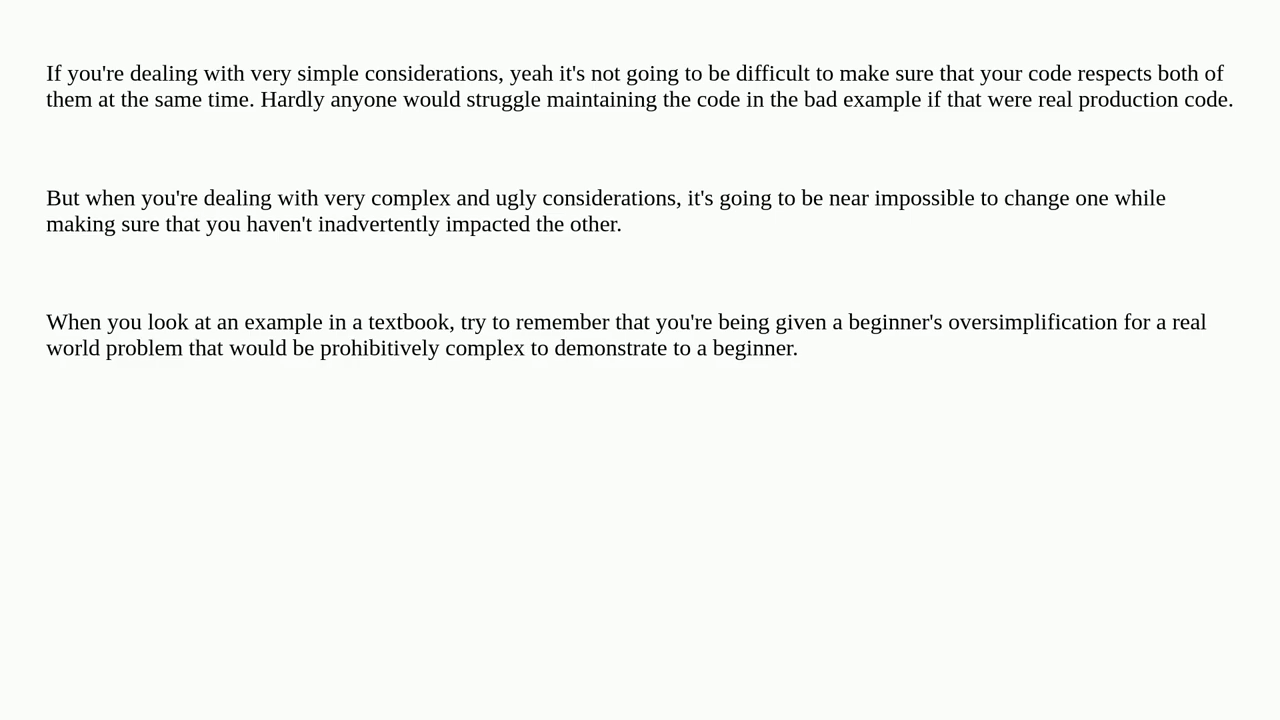 If you're dealing with very simple considerations, yeah it's not going to be difficult to make sure that your code respects both of
them at the same time. Hardly anyone would struggle maintaining the code in the bad example if that were real production code.
But when you're dealing with very complex and ugly considerations, it's going to be near impossible to change one while
making sure that you haven't inadvertently impacted the other.
When you look at an example in a textbook, try to remember that you're being given a beginner's oversimplification for a real
world problem that would be prohibitively complex to demonstrate to a beginner.